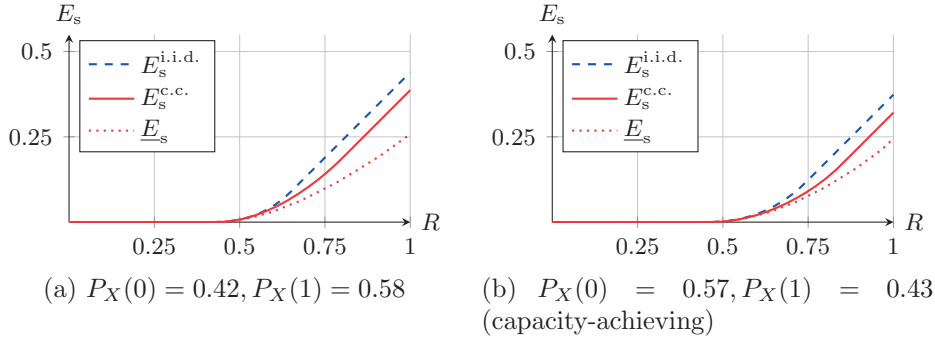 E_s
0.5
0.25
E_s^{i.i.d.}
E_s^{c.c.}
\underline{E}_s
0.25 0.5 0.75 1
R
(a) P_X(0) = 0.42, P_X(1) = 0.58
E_s
0.5
0.25
E_s^{i.i.d.}
E_s^{c.c.}
\underline{E}_s
0.25 0.5 0.75 1
R
(b) P_X(0) = 0.57, P_X(1) = 0.43
(capacity-achieving)